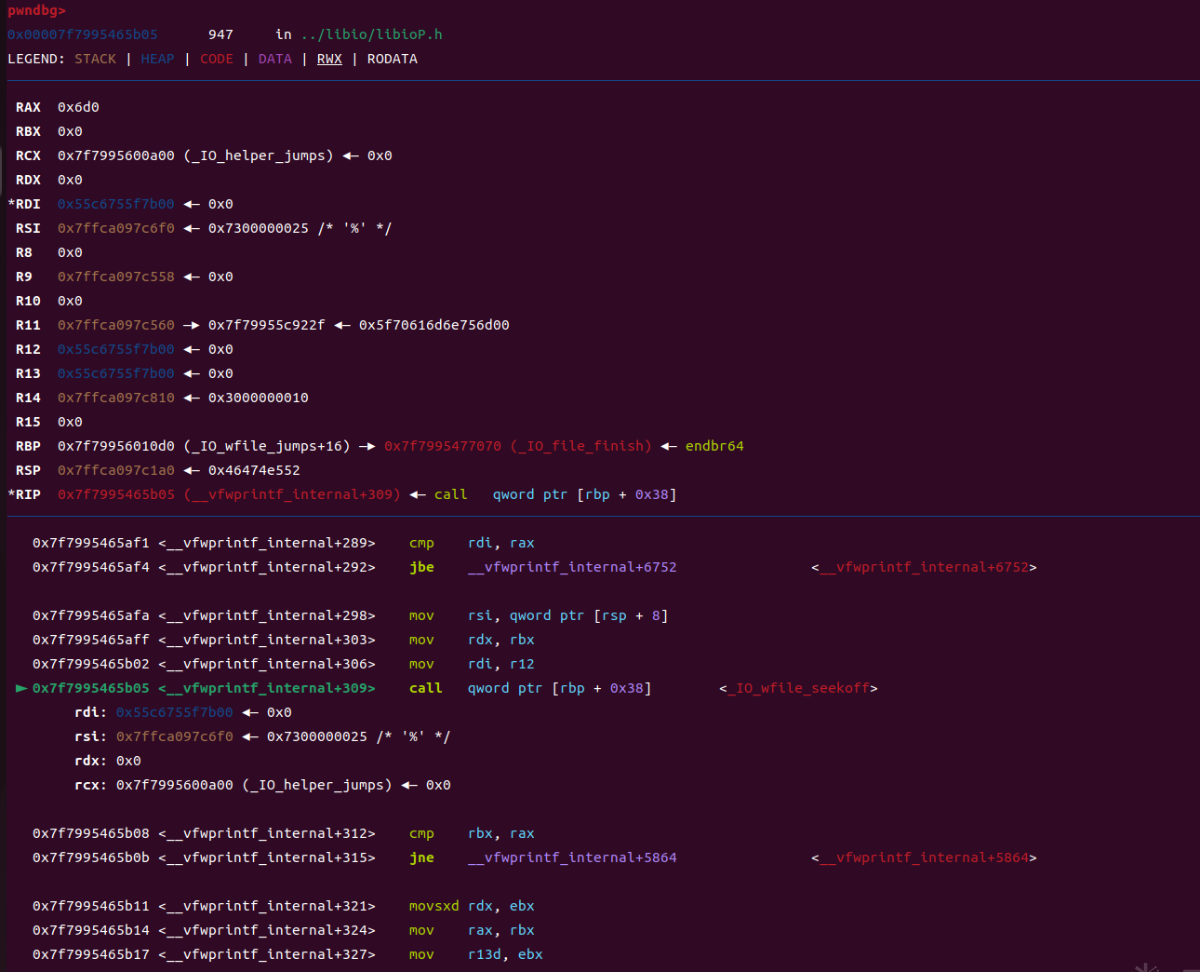 pwndbg>
0x00007f7995465b05 947 in ../libio/libioP.h
LEGEND: STACK | HEAP | CODE | DATA | RWX | RODATA
RAX 0x6d0
RBX 0x0
RCX 0x7f7995600a00 (_IO_helper_jumps) ◂— 0x0
RDX 0x0
*RDI 0x55c6755f7b00 ◂— 0x0
RSI 0x7ffca097c6f0 ◂— 0x7300000025 /* '%' */
R8 0x0
R9 0x7ffca097c558 ◂— 0x0
R10 0x0
R11 0x7ffca097c560 —▸ 0x7f79955c922f ◂— 0x5f70616d6e756d00
R12 0x55c6755f7b00 ◂— 0x0
R13 0x55c6755f7b00 ◂— 0x0
R14 0x7ffca097c810 ◂— 0x3000000010
R15 0x0
RBP 0x7f79956010d0 (_IO_wfile_jumps+16) —▸ 0x7f7995477070 (_IO_file_finish) ◂— endbr64
RSP 0x7ffca097c1a0 ◂— 0x46474e552
*RIP 0x7f7995465b05 (__vfwprintf_internal+309) ◂— call qword ptr [rbp + 0x38]
0x7f7995465af1 <__vfwprintf_internal+289> cmp rdi, rax
0x7f7995465af4 <__vfwprintf_internal+292> jbe __vfwprintf_internal+6752 <__vfwprintf_internal+6752>
0x7f7995465afa <__vfwprintf_internal+298> mov rsi, qword ptr [rsp + 8]
0x7f7995465aff <__vfwprintf_internal+303> mov rdx, rbx
0x7f7995465b02 <__vfwprintf_internal+306> mov rdi, r12
► 0x7f7995465b05 <__vfwprintf_internal+309> call qword ptr [rbp + 0x38] <_IO_wfile_seekoff>
rdi: 0x55c6755f7b00 ◂— 0x0
rsi: 0x7ffca097c6f0 ◂— 0x7300000025 /* '%' */
rdx: 0x0
rcx: 0x7f7995600a00 (_IO_helper_jumps) ◂— 0x0
0x7f7995465b08 <__vfwprintf_internal+312> cmp rbx, rax
0x7f7995465b0b <__vfwprintf_internal+315> jne __vfwprintf_internal+5864 <__vfwprintf_internal+5864>
0x7f7995465b11 <__vfwprintf_internal+321> movsxd rdx, ebx
0x7f7995465b14 <__vfwprintf_internal+324> mov rax, rbx
0x7f7995465b17 <__vfwprintf_internal+327> mov r13d, ebx